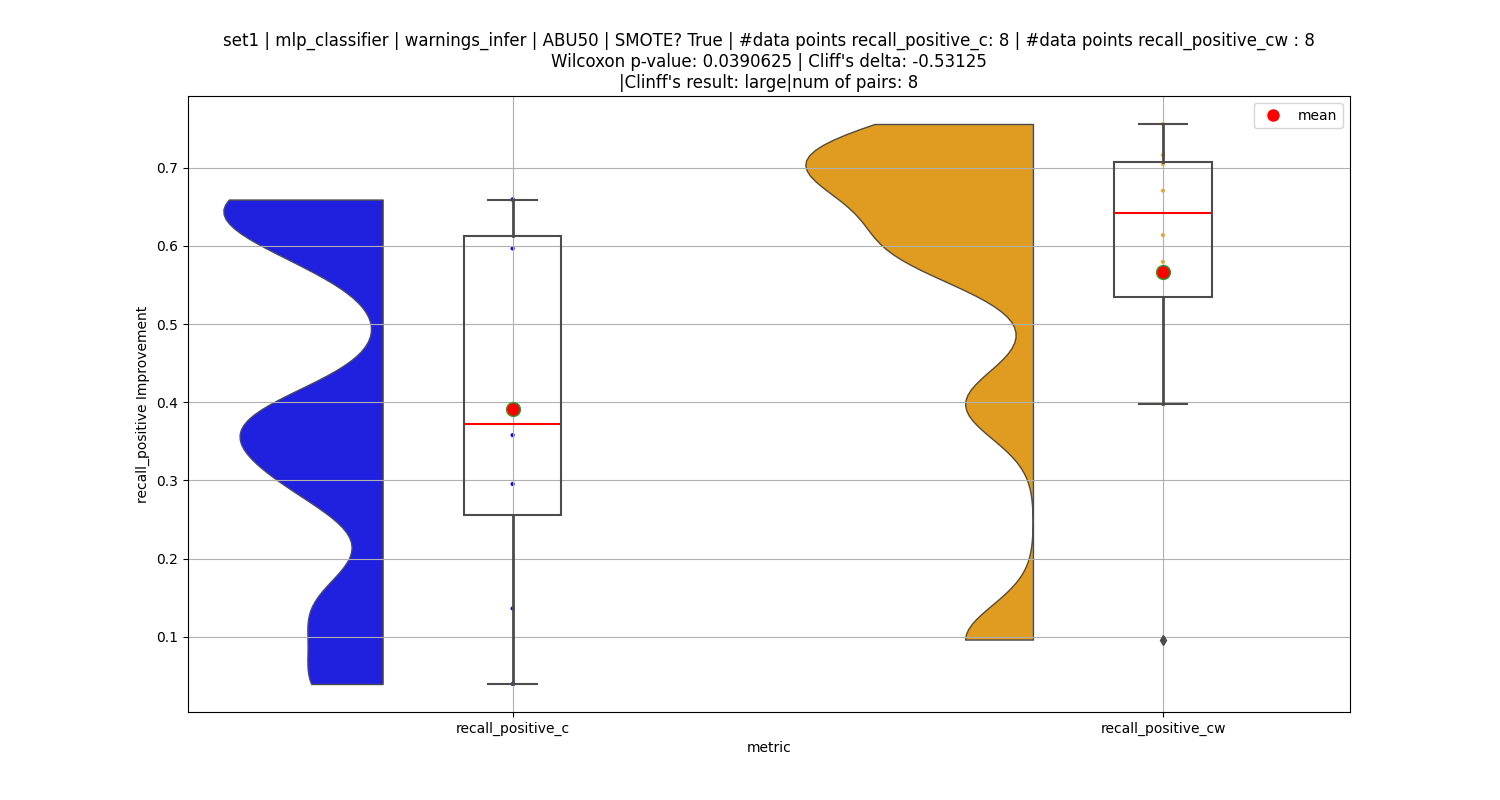 set1 | mlp_classifier | warnings_infer | ABU50 | SMOTE? True | #data points recall_positive_c: 8 | #data points recall_positive_cw : 8
Wilcoxon p-value: 0.0390625 | Cliff's delta: -0.53125
|Clinff's result: large|num of pairs: 8
mean
0.7
0.6
0.5
0.4
0.3
0.2
0.1
recall_positive Improvement
recall_positive_c
recall_positive_cw
metric